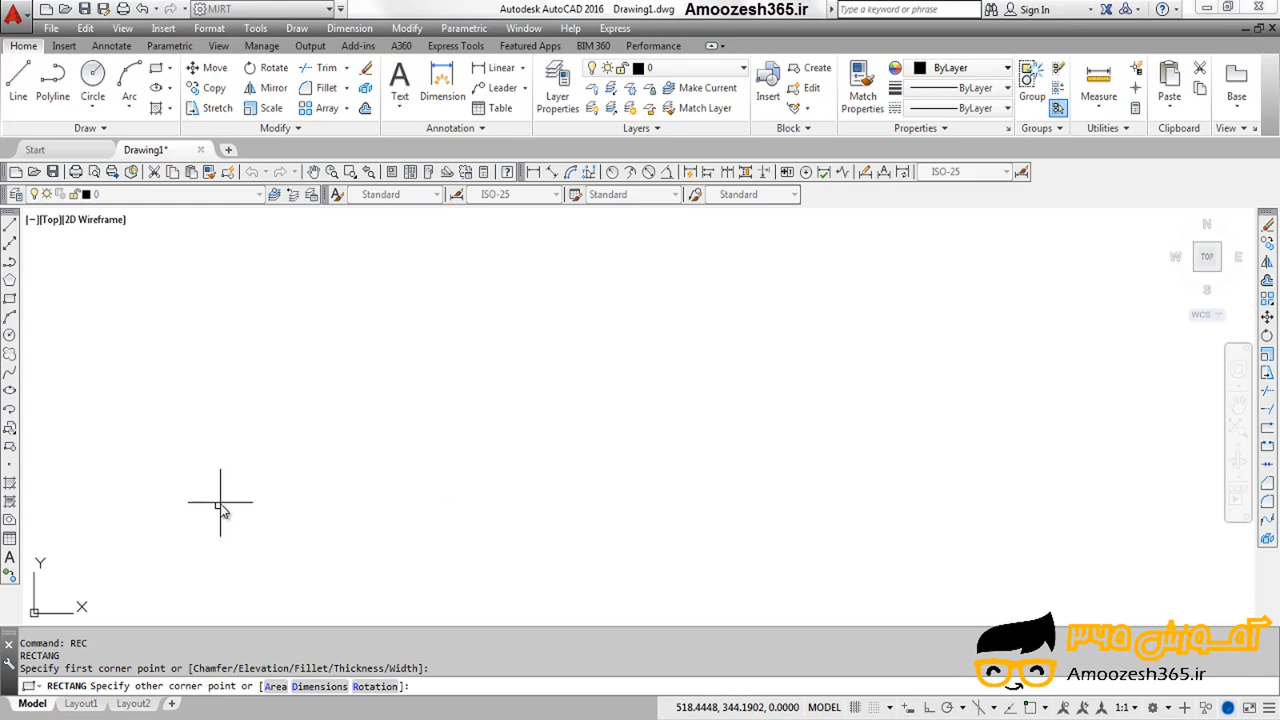 MJRT
Autodesk AutoCAD 2016 Drawing1.dwg
Amoozesh365.ir
Type a keyword or phrase
Sign In
File Edit View Insert Format Tools Draw Dimension Modify Parametric Window Help Express
Home Insert Annotate Parametric View Manage Output Add-ins A360 Express Tools Featured Apps BIM 360 Performance
Move Rotate Trim Linear 0 Create ByLayer
Line Polyline Circle Arc Copy Mirror Fillet Text Dimension Leader Layer Properties Make Current Insert Edit Match Properties ByLayer Group Measure Paste Base
Stretch Scale Array Table Match Layer ByLayer
Draw Modify Annotation Layers Block Properties Groups Utilities Clipboard View
Start Drawing1*
ISO-25
0 Standard ISO-25 Standard Standard
[−][Top][2D Wireframe]
N
W TOP E
S
WCS
Y
X
Command: REC
RECTANG
Specify first corner point or [Chamfer/Elevation/Fillet/Thickness/Width]:
RECTANG Specify other corner point or [Area Dimensions Rotation]:
آموزش ۳۶۵
Amoozesh365.ir
Model Layout1 Layout2
518.4448, 344.1902, 0.0000 MODEL 1:1